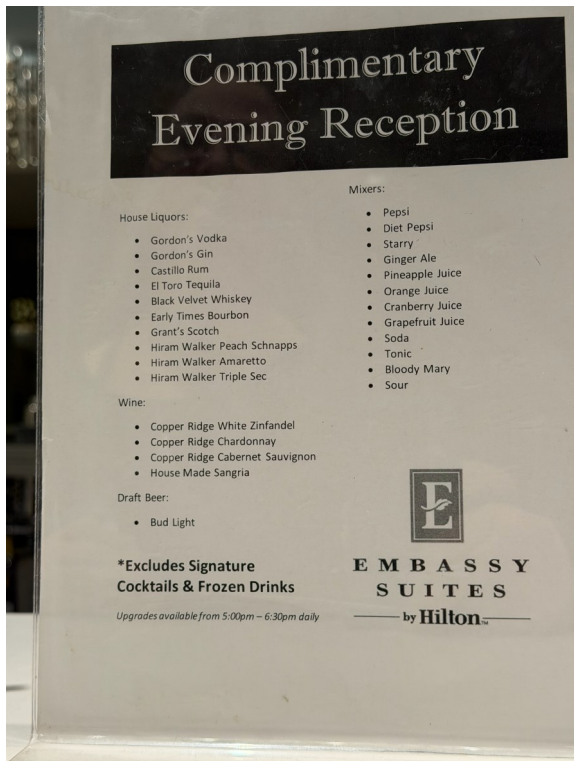 Complimentary
Evening Reception
House Liquors:
• Gordon's Vodka
• Gordon's Gin
• Castillo Rum
• El Toro Tequila
• Black Velvet Whiskey
• Early Times Bourbon
• Grant's Scotch
• Hiram Walker Peach Schnapps
• Hiram Walker Amaretto
• Hiram Walker Triple Sec
Wine:
• Copper Ridge White Zinfandel
• Copper Ridge Chardonnay
• Copper Ridge Cabernet Sauvignon
• House Made Sangria
Draft Beer:
• Bud Light
*Excludes Signature
Cocktails & Frozen Drinks
Upgrades available from 5:00pm – 6:30pm daily
Mixers:
• Pepsi
• Diet Pepsi
• Starry
• Ginger Ale
• Pineapple Juice
• Orange Juice
• Cranberry Juice
• Grapefruit Juice
• Soda
• Tonic
• Bloody Mary
• Sour
E
EMBASSY
SUITES
by Hilton™